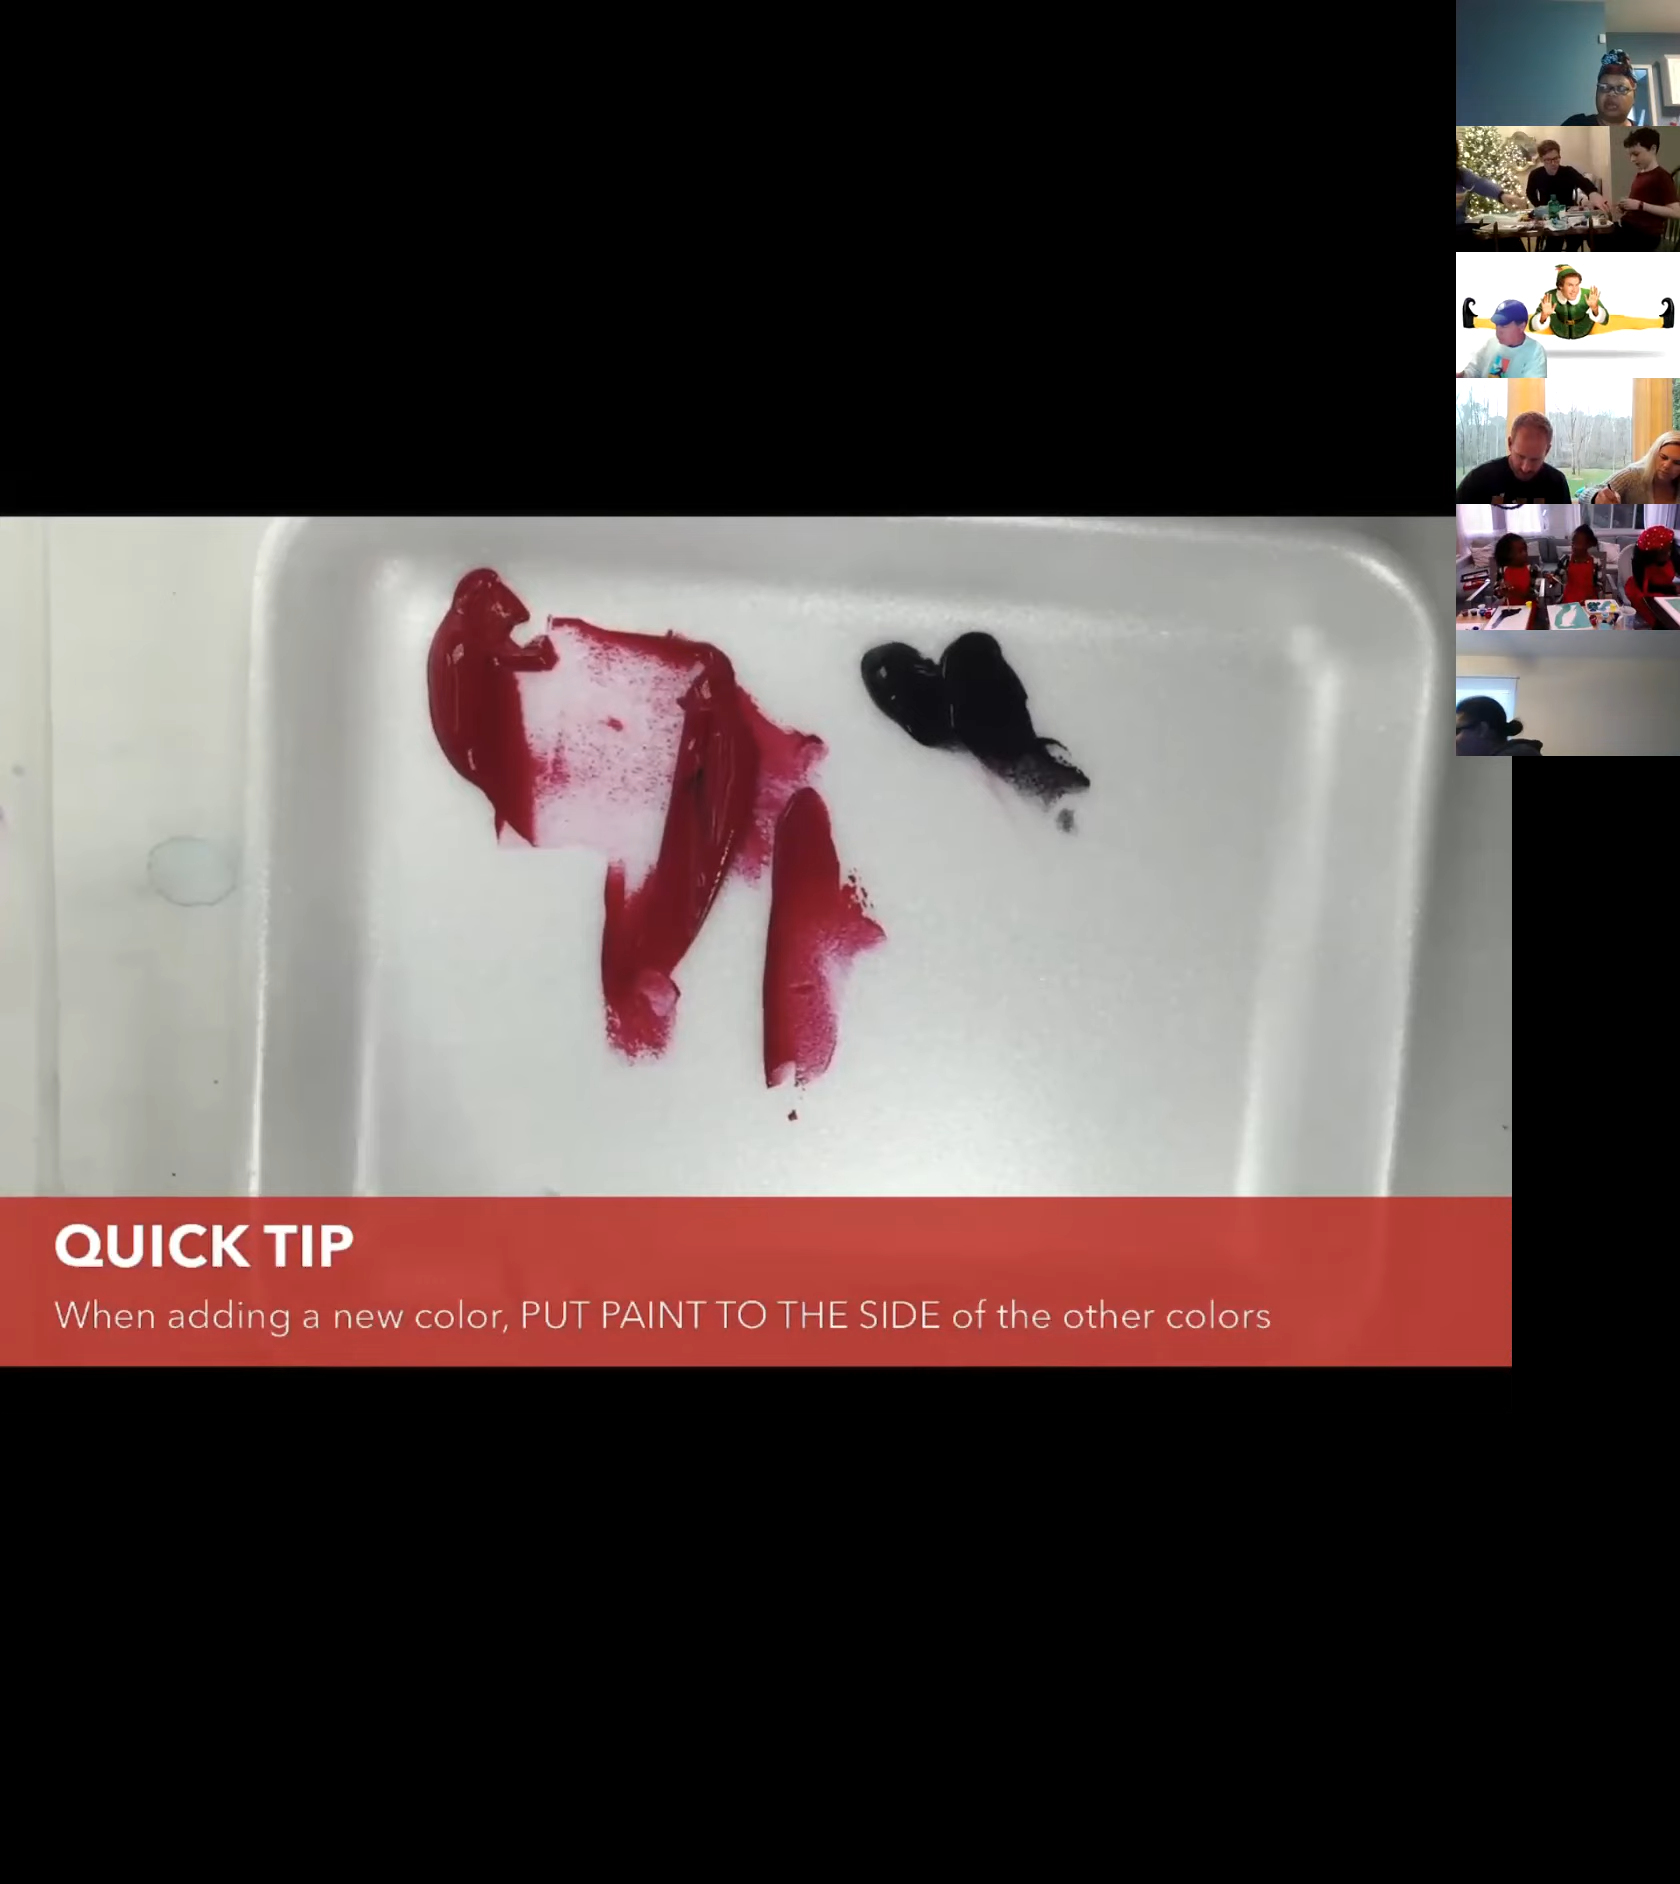 QUICK TIP
When adding a new color, PUT PAINT TO THE SIDE of the other colors